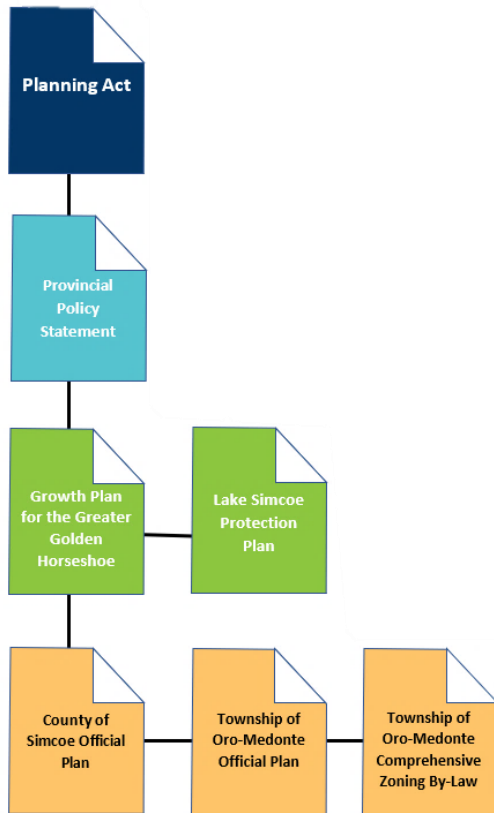 Planning Act
Provincial
Policy
Statement
Growth Plan
for the Greater
Golden
Horseshoe
Lake Simcoe
Protection
Plan
County of
Simcoe Official
Plan
Township of
Oro-Medonte
Official Plan
Township of
Oro-Medonte
Comprehensive
Zoning By-Law